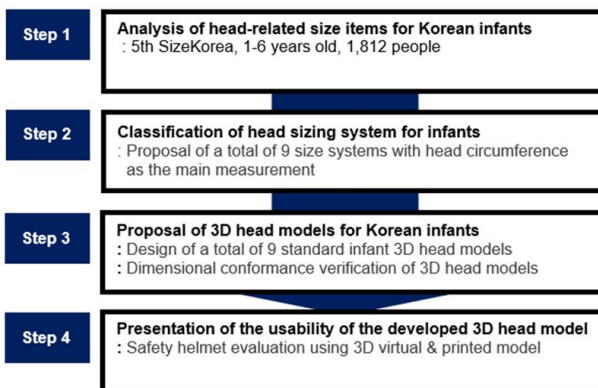 Step 1
Analysis of head-related size items for Korean infants
: 5th SizeKorea, 1-6 years old, 1,812 people
Step 2
Classification of head sizing system for infants
: Proposal of a total of 9 size systems with head circumference
as the main measurement
Step 3
Proposal of 3D head models for Korean infants
: Design of a total of 9 standard infant 3D head models
: Dimensional conformance verification of 3D head models
Step 4
Presentation of the usability of the developed 3D head model
: Safety helmet evaluation using 3D virtual & printed model